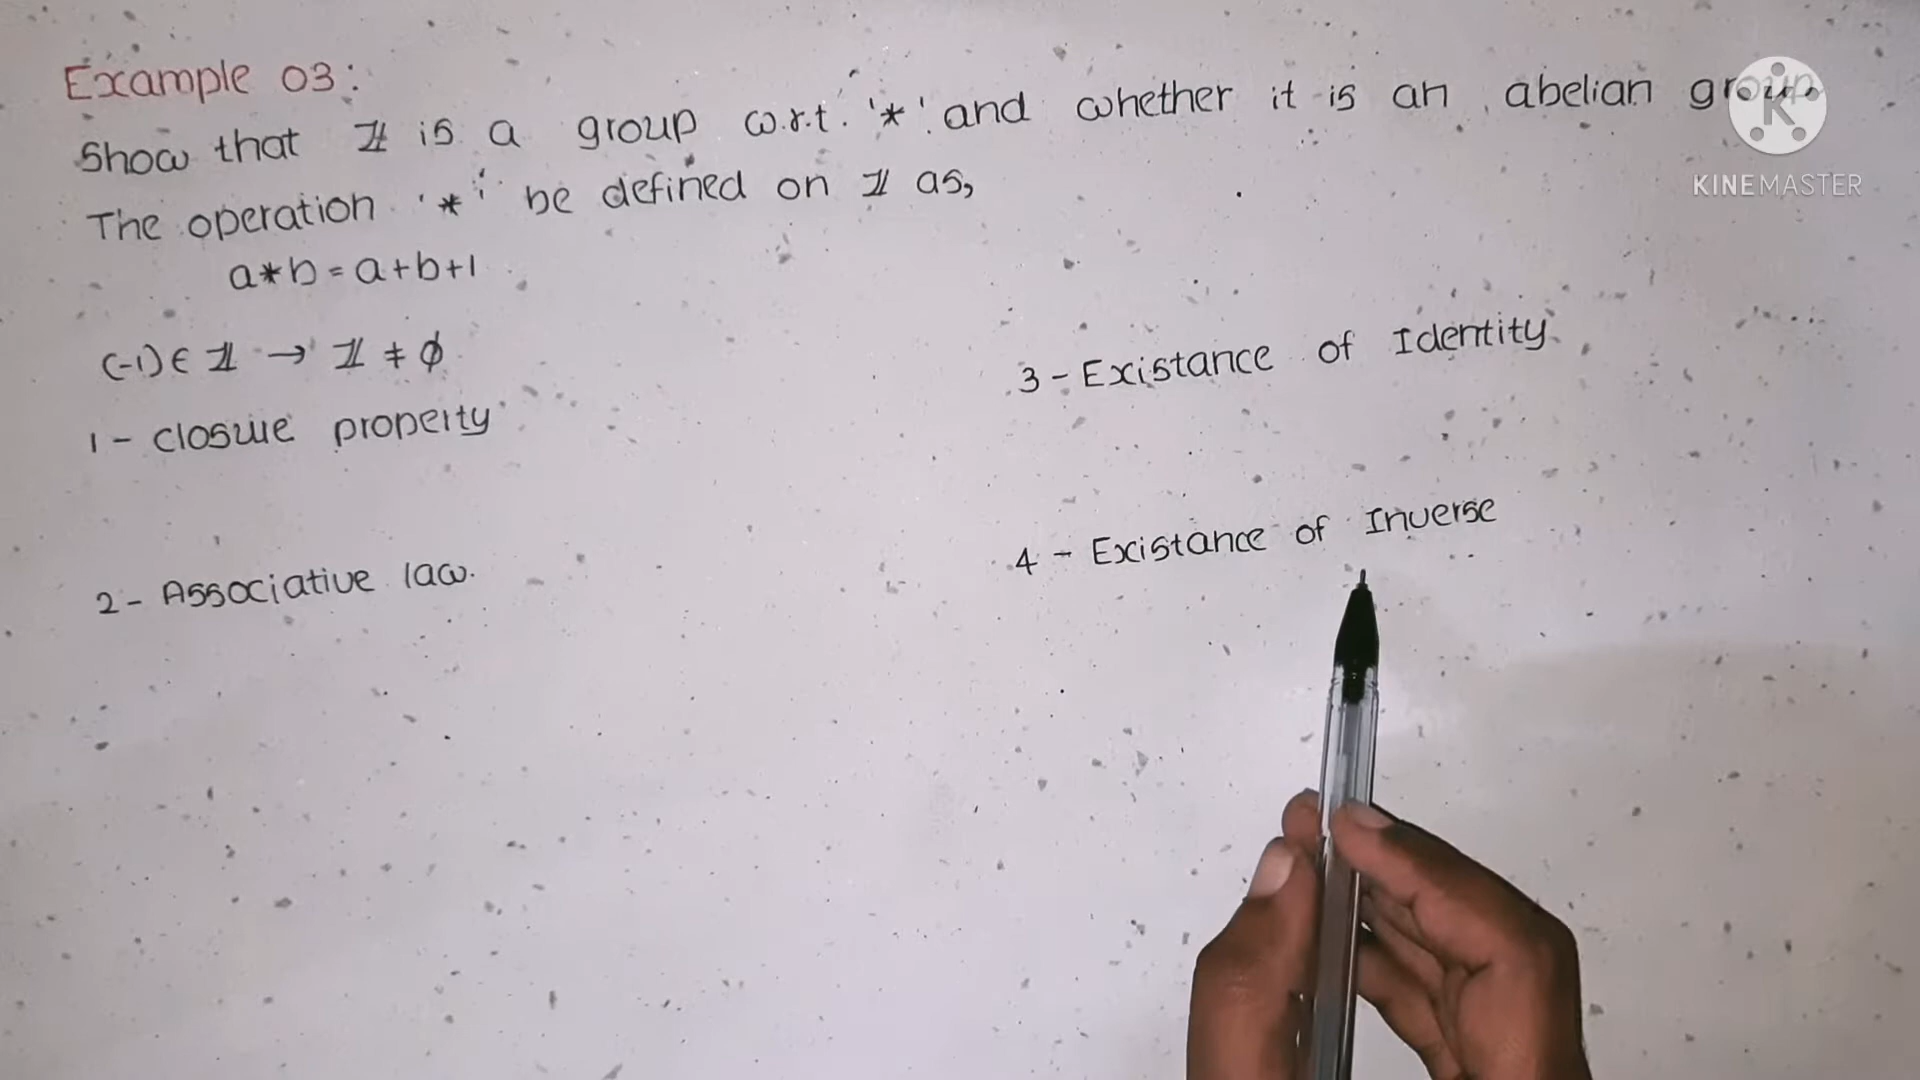 Example 03:
Show that ℤ is a group w.r.t. '*' and whether it is an abelian group.
The operation '*' be defined on ℤ as,
a*b = a+b+1
(-1) ∈ ℤ → ℤ ≠ ϕ
1 - closure property
2 - Associative law.
3 - Existance of Identity
4 - Existance of Inverse
K
KINEMASTER